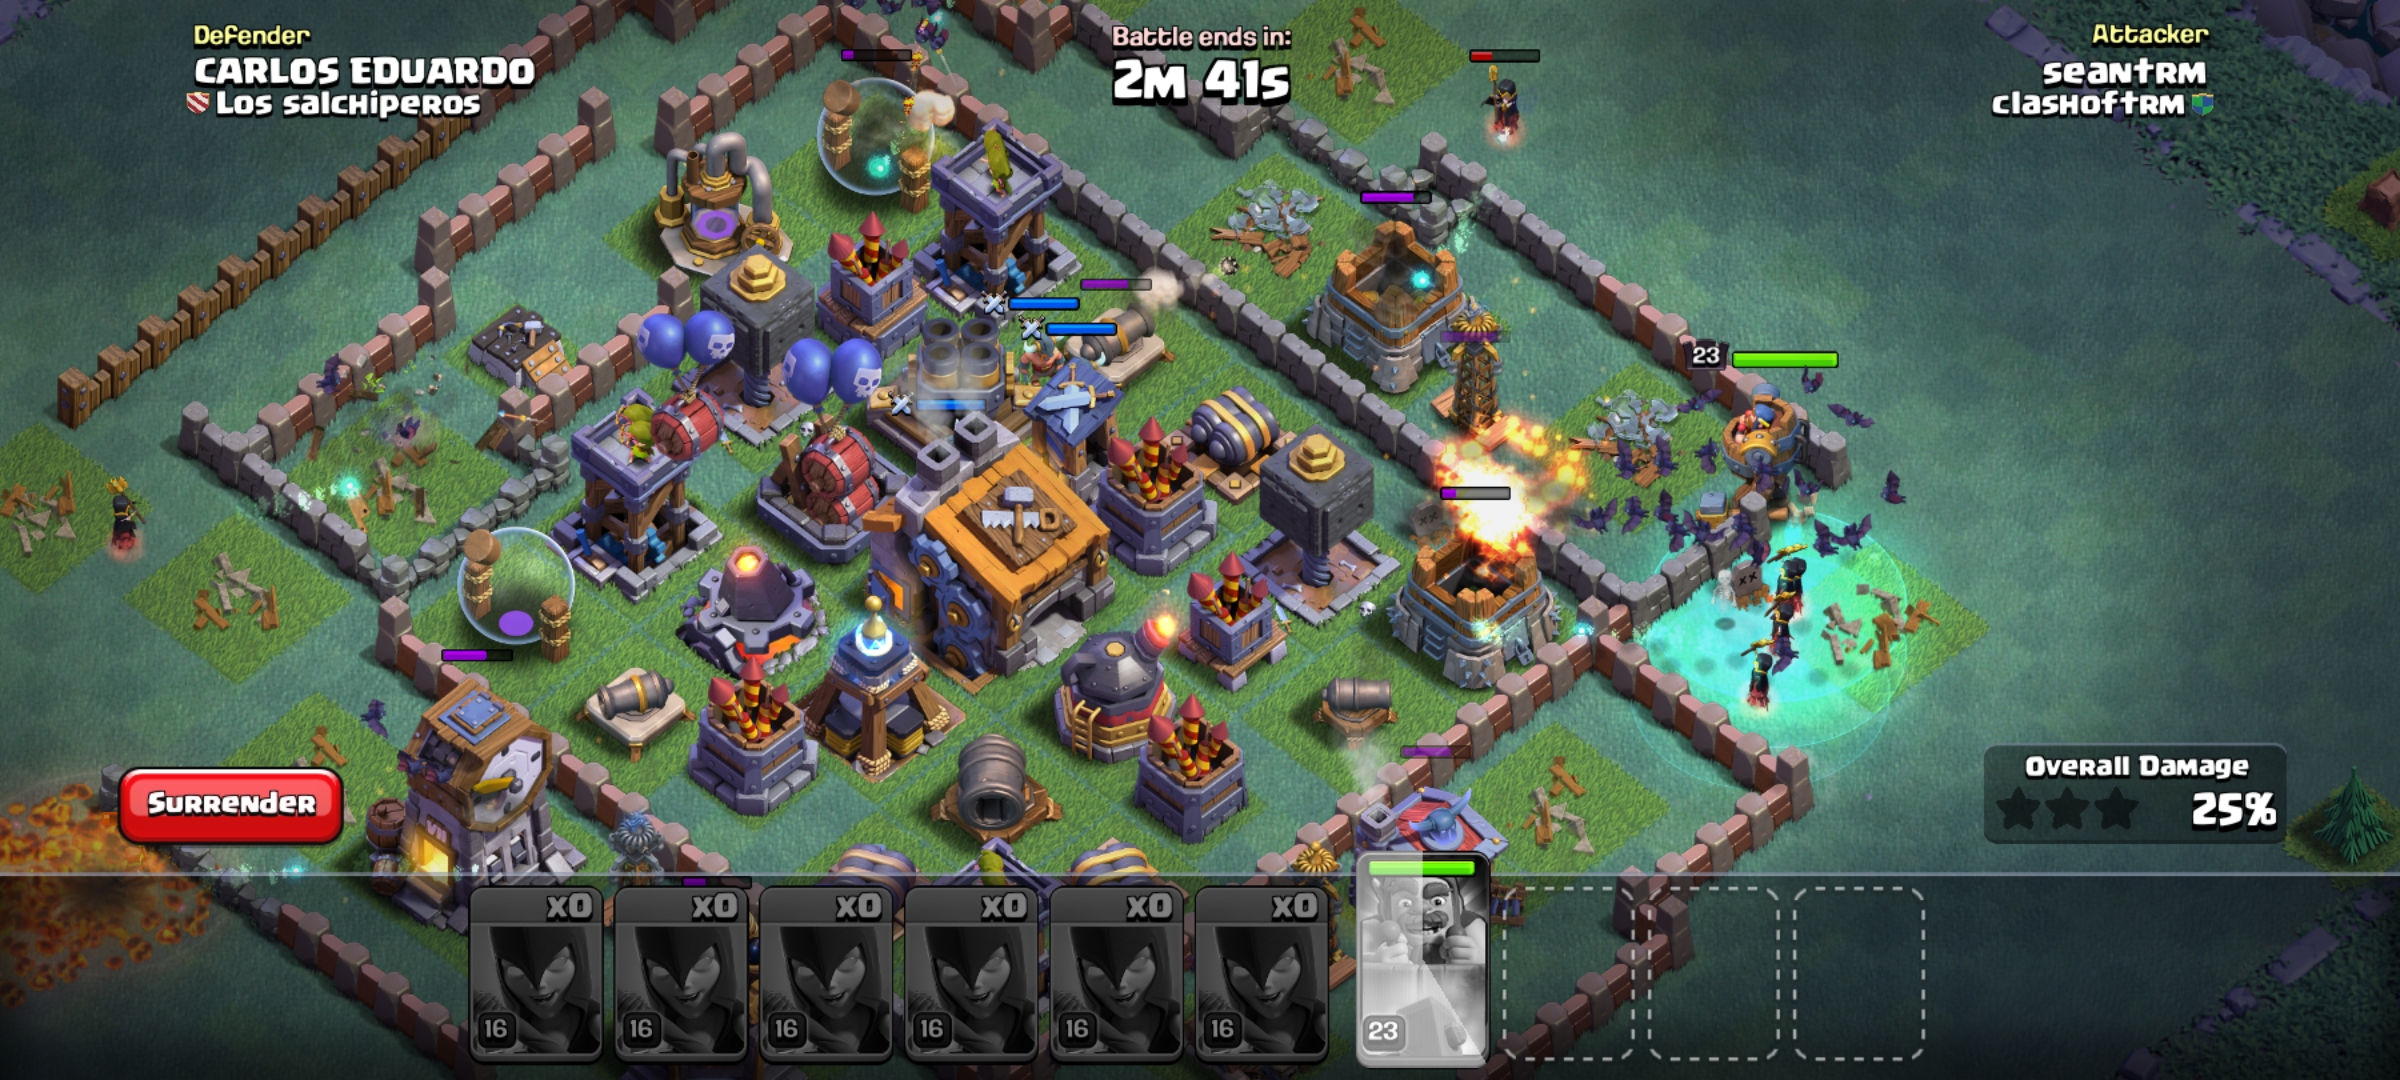 Defender
CARLOS EDUARDO
Los salchiperos
Battle ends in:
2M 41s
Attacker
seantRM
clashoftRM
23
Surrender
Overall Damage
25%
x0
x0
x0
x0
x0
x0
16
16
16
16
16
16
23